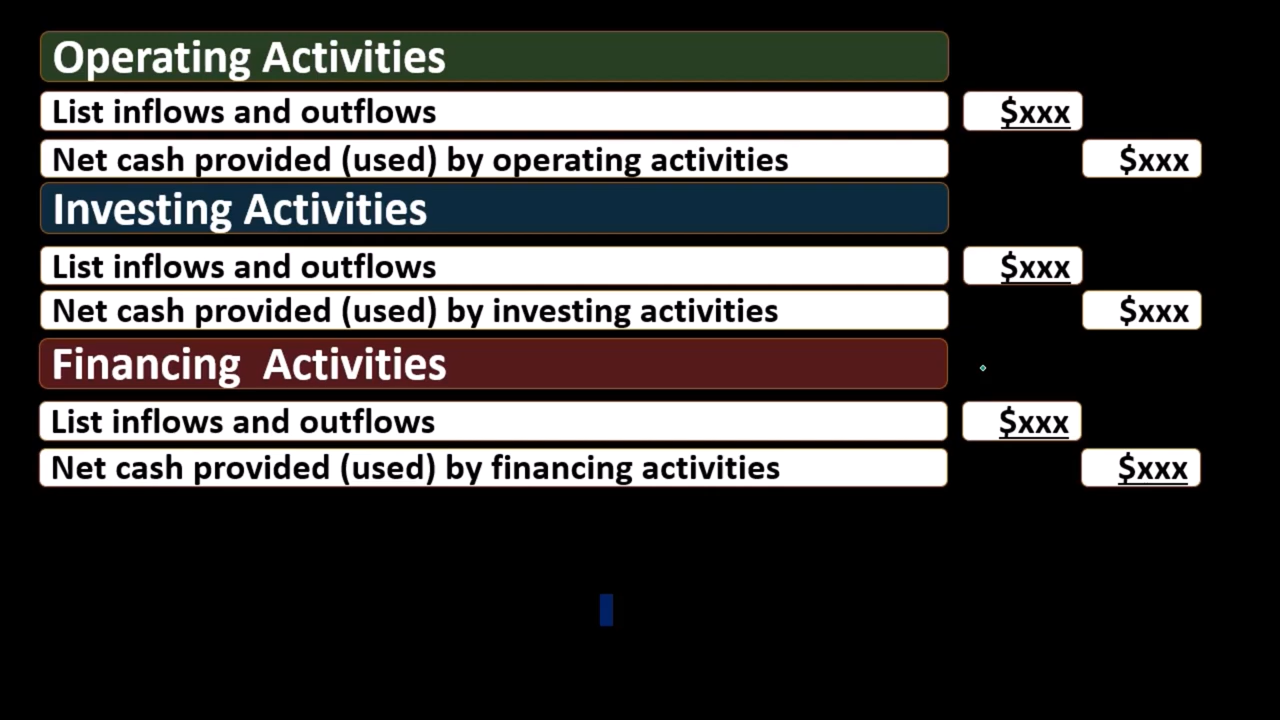 Operating Activities
List inflows and outflows $xxx
Net cash provided (used) by operating activities $xxx
Investing Activities
List inflows and outflows $xxx
Net cash provided (used) by investing activities $xxx
Financing  Activities
List inflows and outflows $xxx
Net cash provided (used) by financing activities $xxx